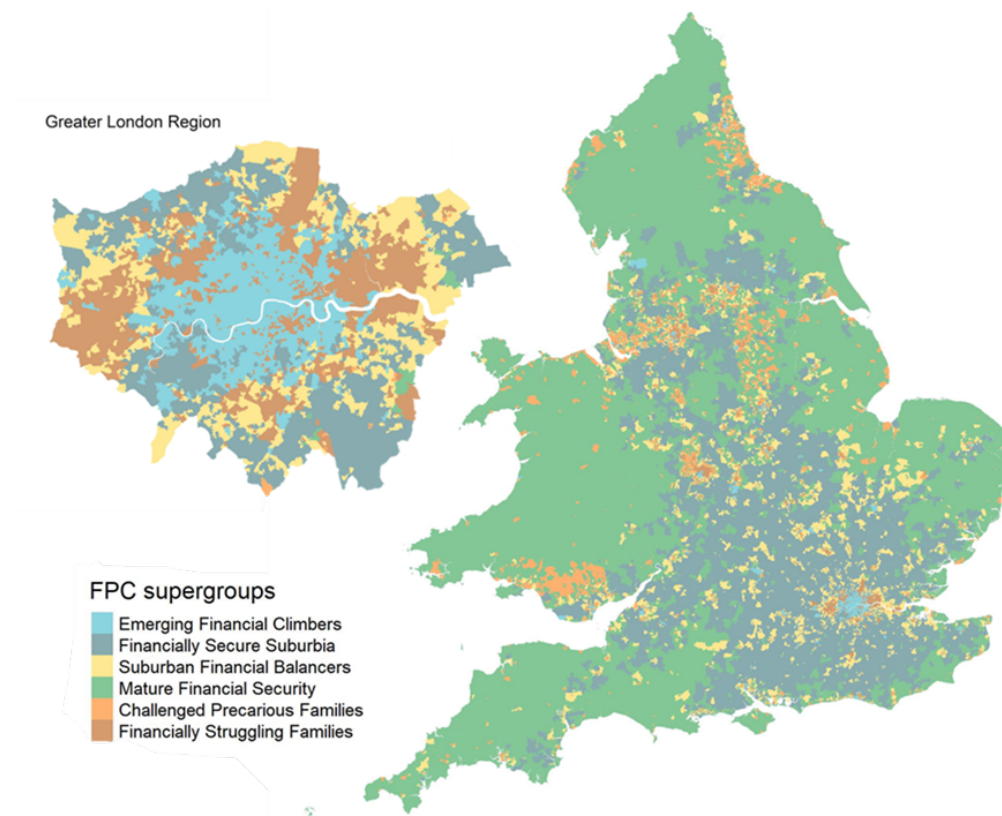 Greater London Region
FPC supergroups
Emerging Financial Climbers
Financially Secure Suburbia
Suburban Financial Balancers
Mature Financial Security
Challenged Precarious Families
Financially Struggling Families